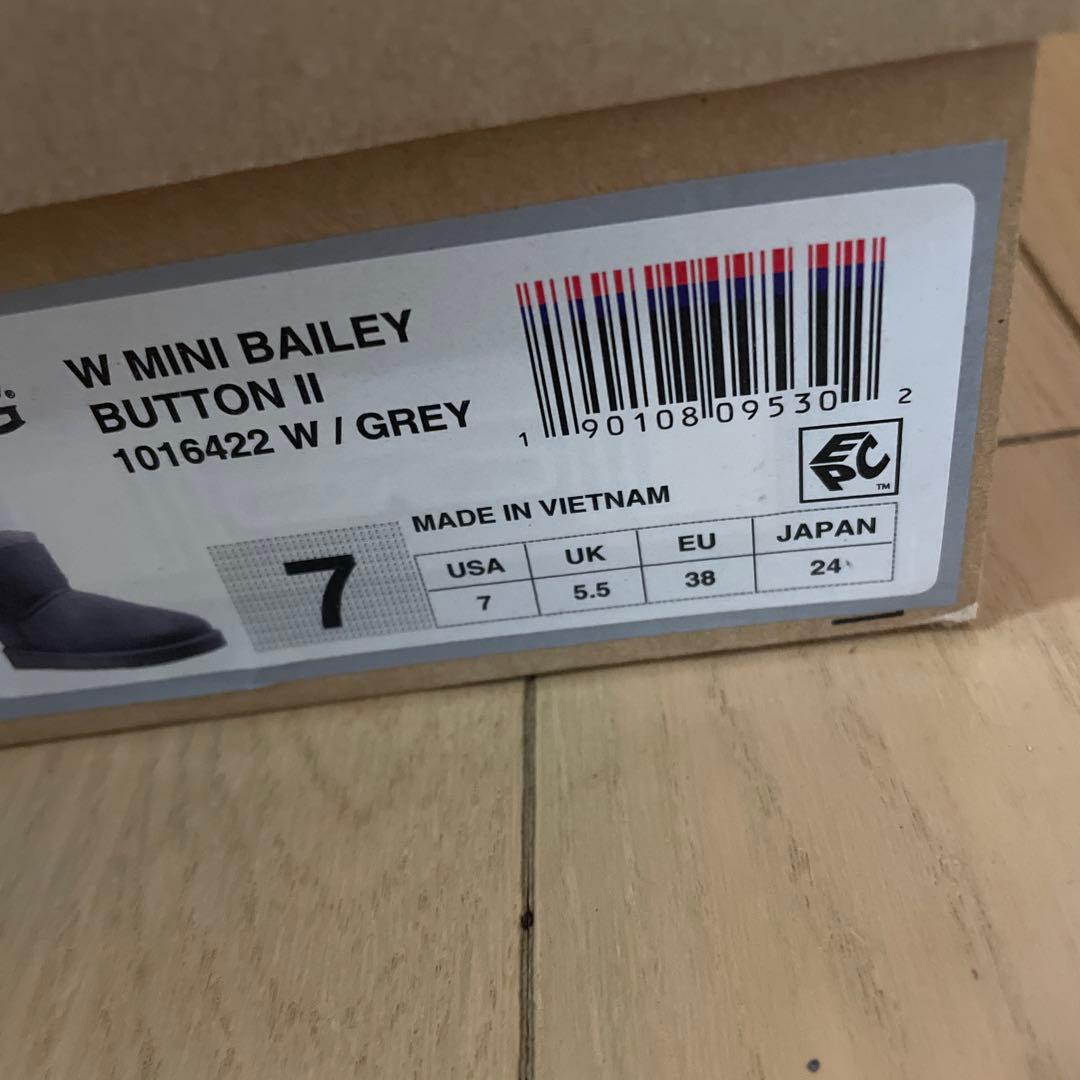 G®
W MINI BAILEY
BUTTON II
1016422 W / GREY
1 90108 09530 2
EPC
TM
MADE IN VIETNAM
7
USA UK EU JAPAN
7 5.5 38 24